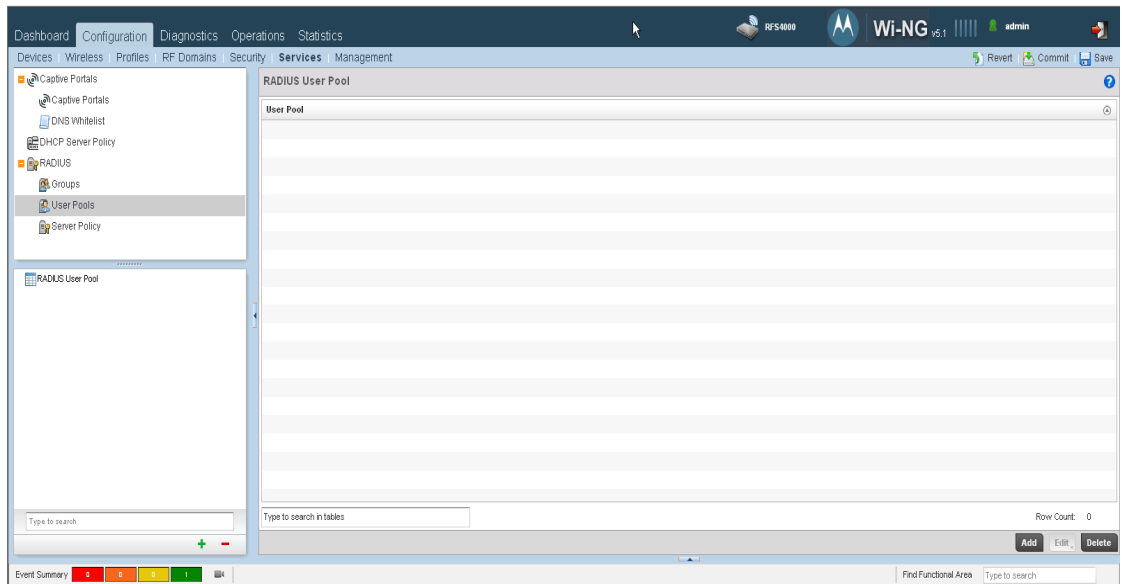 RFS4000
Wi-NG v5.1
admin
Dashboard Configuration Diagnostics Operations Statistics
Devices Wireless Profiles RF Domains Security Services Management
Revert Commit Save
Captive Portals
Captive Portals
DNS Whitelist
DHCP Server Policy
RADIUS
Groups
User Pools
Server Policy
RADIUS User Pool
Type to search
RADIUS User Pool
User Pool
Type to search in tables
Row Count: 0
Add Edit Delete
Event Summary 0 0 0 1
Find Functional Area Type to search